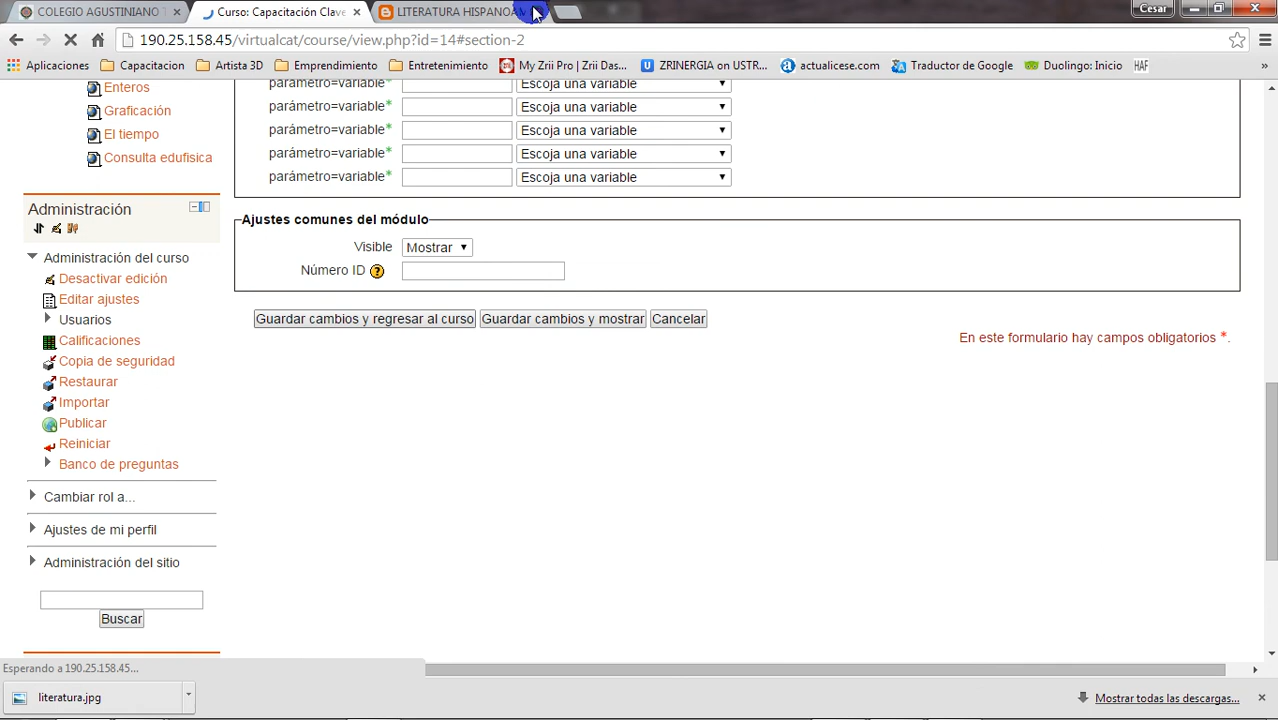 COLEGIO AGUSTINIANO
Curso: Capacitación Clave
LITERATURA HISPANOAM
Cesar
190.25.158.45/virtualcat/course/view.php?id=14#section-2
Aplicaciones Capacitacion Artista 3D Emprendimiento Entretenimiento My Zrii Pro | Zrii Das... ZRINERGIA on USTR... actualicese.com Traductor de Google Duolingo: Inicio HAF »
Enteros
Graficación
El tiempo
Consulta edufisica
Administración
Administración del curso
Desactivar edición
Editar ajustes
Usuarios
Calificaciones
Copia de seguridad
Restaurar
Importar
Publicar
Reiniciar
Banco de preguntas
Cambiar rol a...
Ajustes de mi perfil
Administración del sitio
Buscar
parámetro=variable* Escoja una variable
parámetro=variable* Escoja una variable
parámetro=variable* Escoja una variable
parámetro=variable* Escoja una variable
parámetro=variable* Escoja una variable
Ajustes comunes del módulo
Visible Mostrar
Número ID
Guardar cambios y regresar al curso Guardar cambios y mostrar Cancelar
En este formulario hay campos obligatorios *.
Esperando a 190.25.158.45...
literatura.jpg
Mostrar todas las descargas...